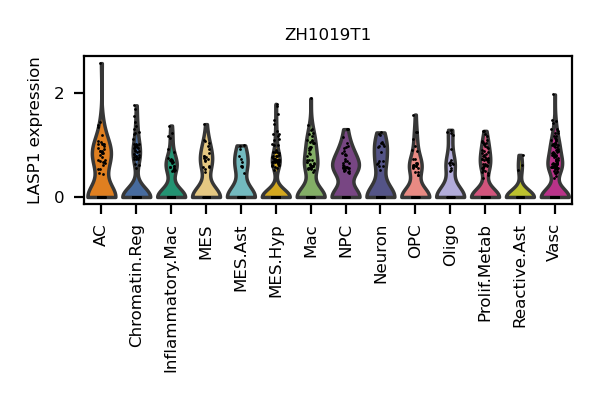 ZH1019T1
LASP1 expression
2
0
AC
Chromatin.Reg
Inflammatory.Mac
MES
MES.Ast
MES.Hyp
Mac
NPC
Neuron
OPC
Oligo
Prolif.Metab
Reactive.Ast
Vasc